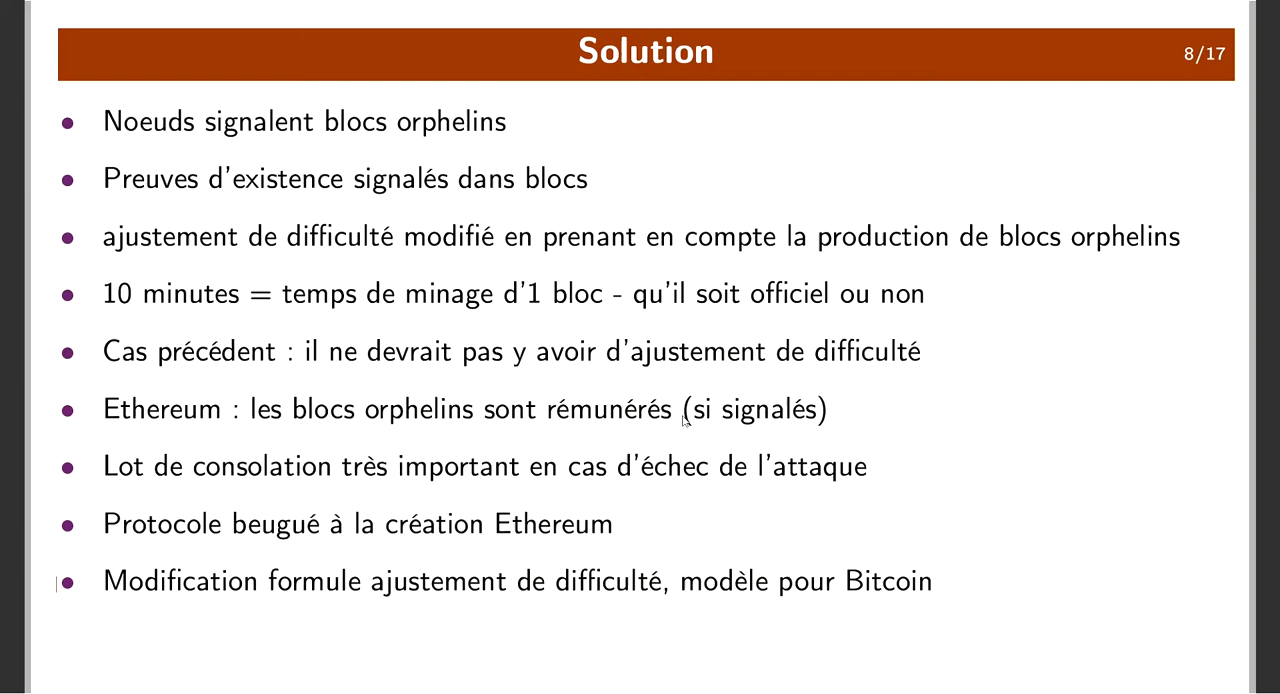 Solution
8/17
• Noeuds signalent blocs orphelins
• Preuves d'existence signalés dans blocs
• ajustement de difficulté modifié en prenant en compte la production de blocs orphelins
• 10 minutes = temps de minage d'1 bloc - qu'il soit officiel ou non
• Cas précédent : il ne devrait pas y avoir d'ajustement de difficulté
• Ethereum : les blocs orphelins sont rémunérés (si signalés)
• Lot de consolation très important en cas d'échec de l'attaque
• Protocole beugué à la création Ethereum
• Modification formule ajustement de difficulté, modèle pour Bitcoin